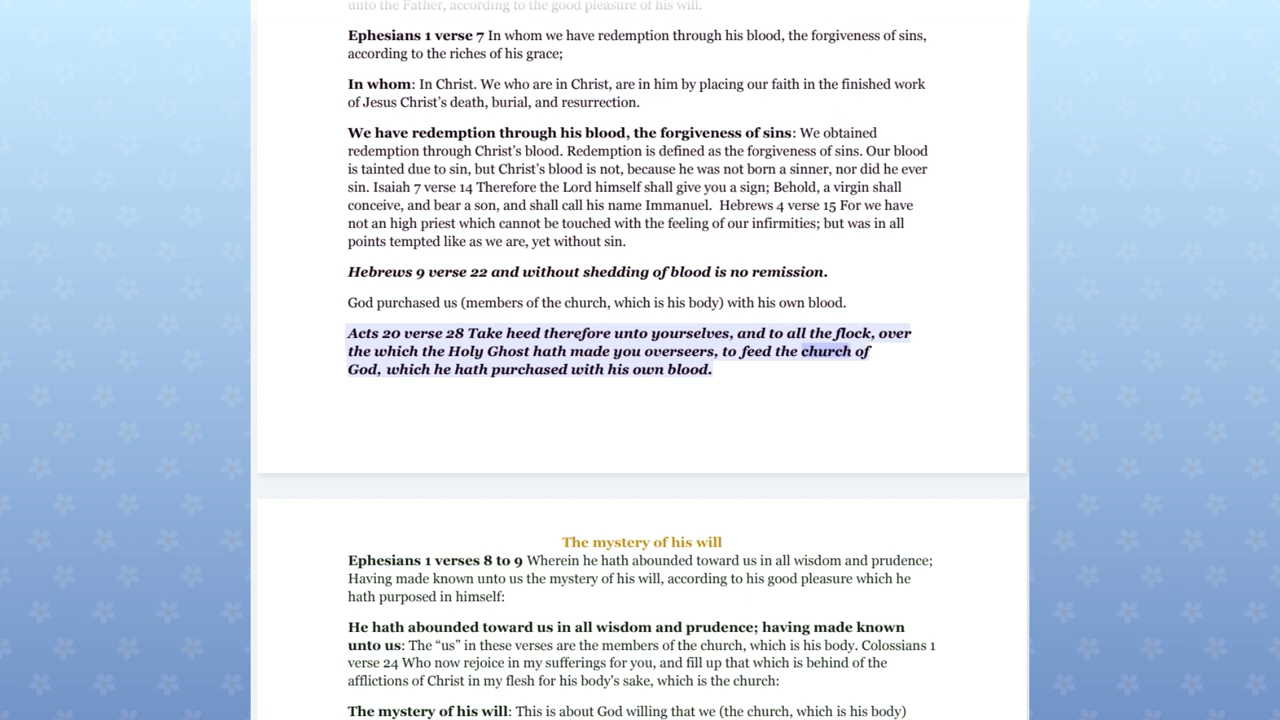 unto the Father, according to the good pleasure of his will.
Ephesians 1 verse 7 In whom we have redemption through his blood, the forgiveness of sins,
according to the riches of his grace;
In whom: In Christ. We who are in Christ, are in him by placing our faith in the finished work
of Jesus Christ’s death, burial, and resurrection.
We have redemption through his blood, the forgiveness of sins: We obtained
redemption through Christ’s blood. Redemption is defined as the forgiveness of sins. Our blood
is tainted due to sin, but Christ’s blood is not, because he was not born a sinner, nor did he ever
sin. Isaiah 7 verse 14 Therefore the Lord himself shall give you a sign; Behold, a virgin shall
conceive, and bear a son, and shall call his name Immanuel.  Hebrews 4 verse 15 For we have
not an high priest which cannot be touched with the feeling of our infirmities; but was in all
points tempted like as we are, yet without sin.
Hebrews 9 verse 22 and without shedding of blood is no remission.
God purchased us (members of the church, which is his body) with his own blood.
Acts 20 verse 28 Take heed therefore unto yourselves, and to all the flock, over
the which the Holy Ghost hath made you overseers, to feed the church of
God, which he hath purchased with his own blood.
The mystery of his will
Ephesians 1 verses 8 to 9 Wherein he hath abounded toward us in all wisdom and prudence;
Having made known unto us the mystery of his will, according to his good pleasure which he
hath purposed in himself:
He hath abounded toward us in all wisdom and prudence; having made known
unto us: The “us” in these verses are the members of the church, which is his body. Colossians 1
verse 24 Who now rejoice in my sufferings for you, and fill up that which is behind of the
afflictions of Christ in my flesh for his body's sake, which is the church:
The mystery of his will: This is about God willing that we (the church, which is his body)